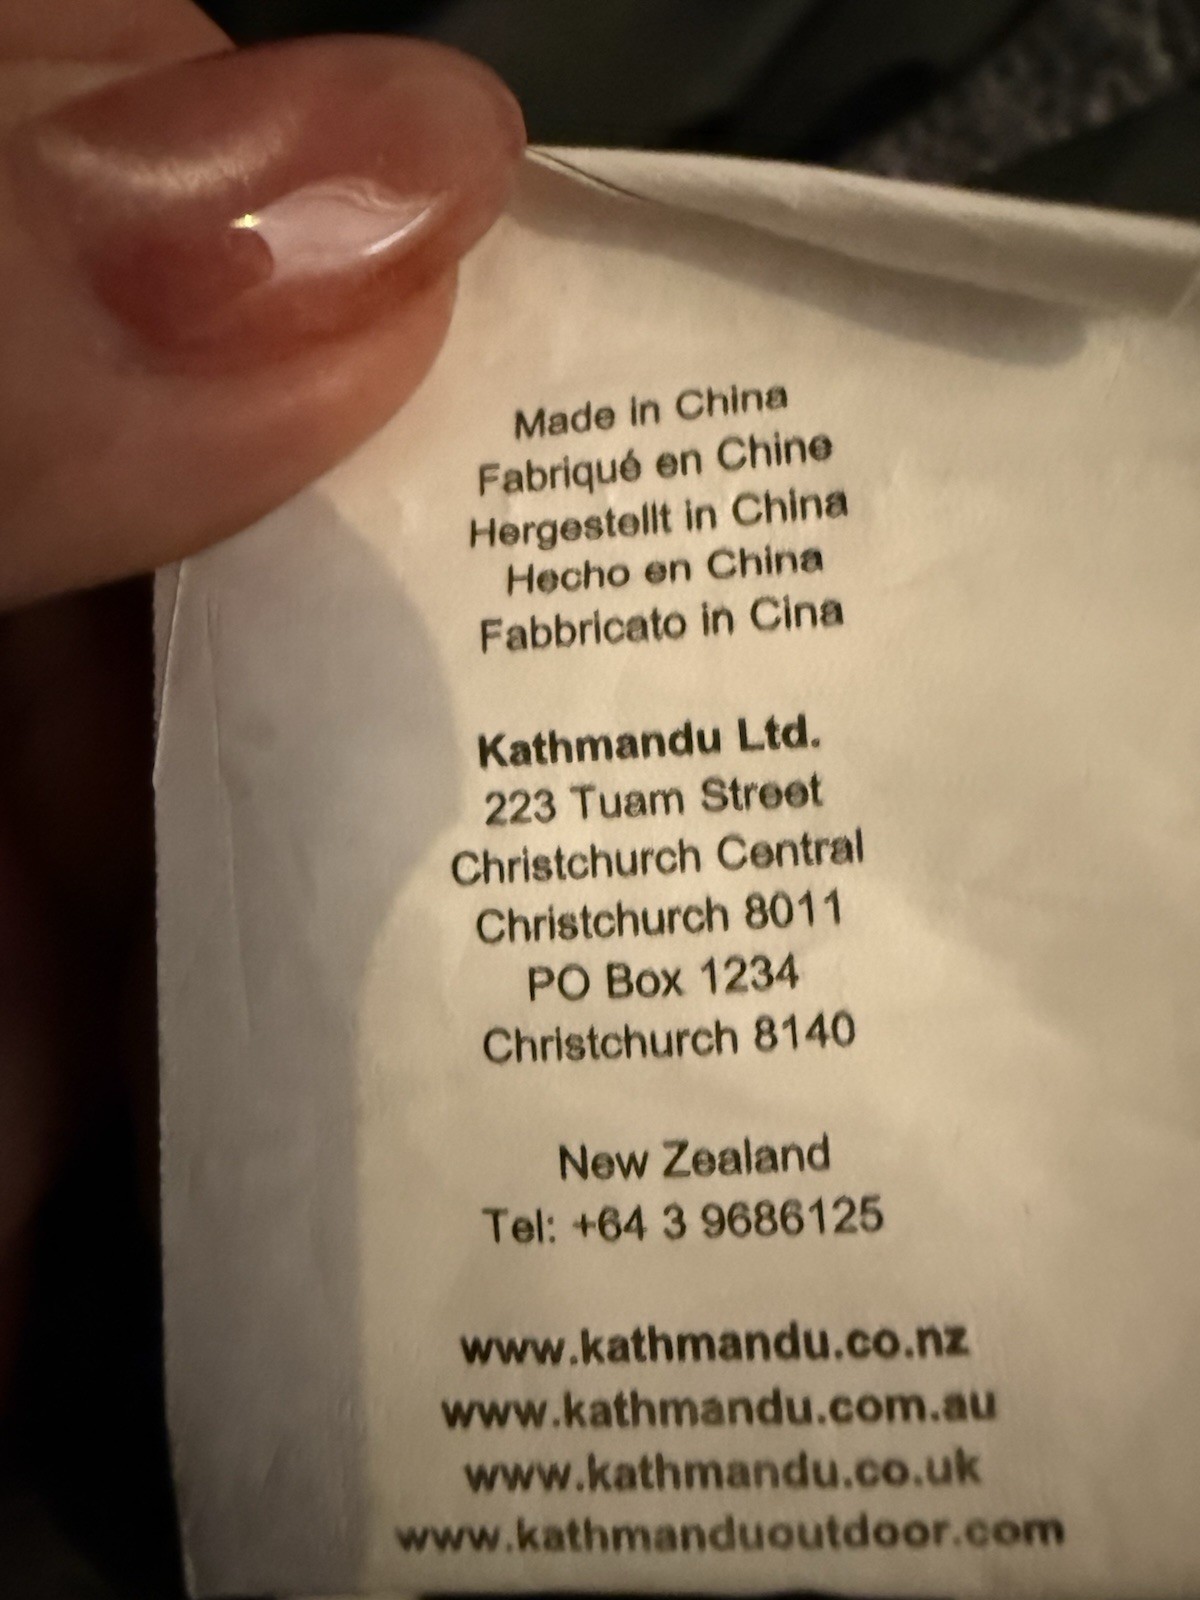 Made in China
Fabriqué en Chine
Hergestellt in China
Hecho en China
Fabbricato in Cina
Kathmandu Ltd.
223 Tuam Street
Christchurch Central
Christchurch 8011
PO Box 1234
Christchurch 8140
New Zealand
Tel: +64 3 9686125
www.kathmandu.co.nz
www.kathmandu.com.au
www.kathmandu.co.uk
www.kathmanduoutdoor.com